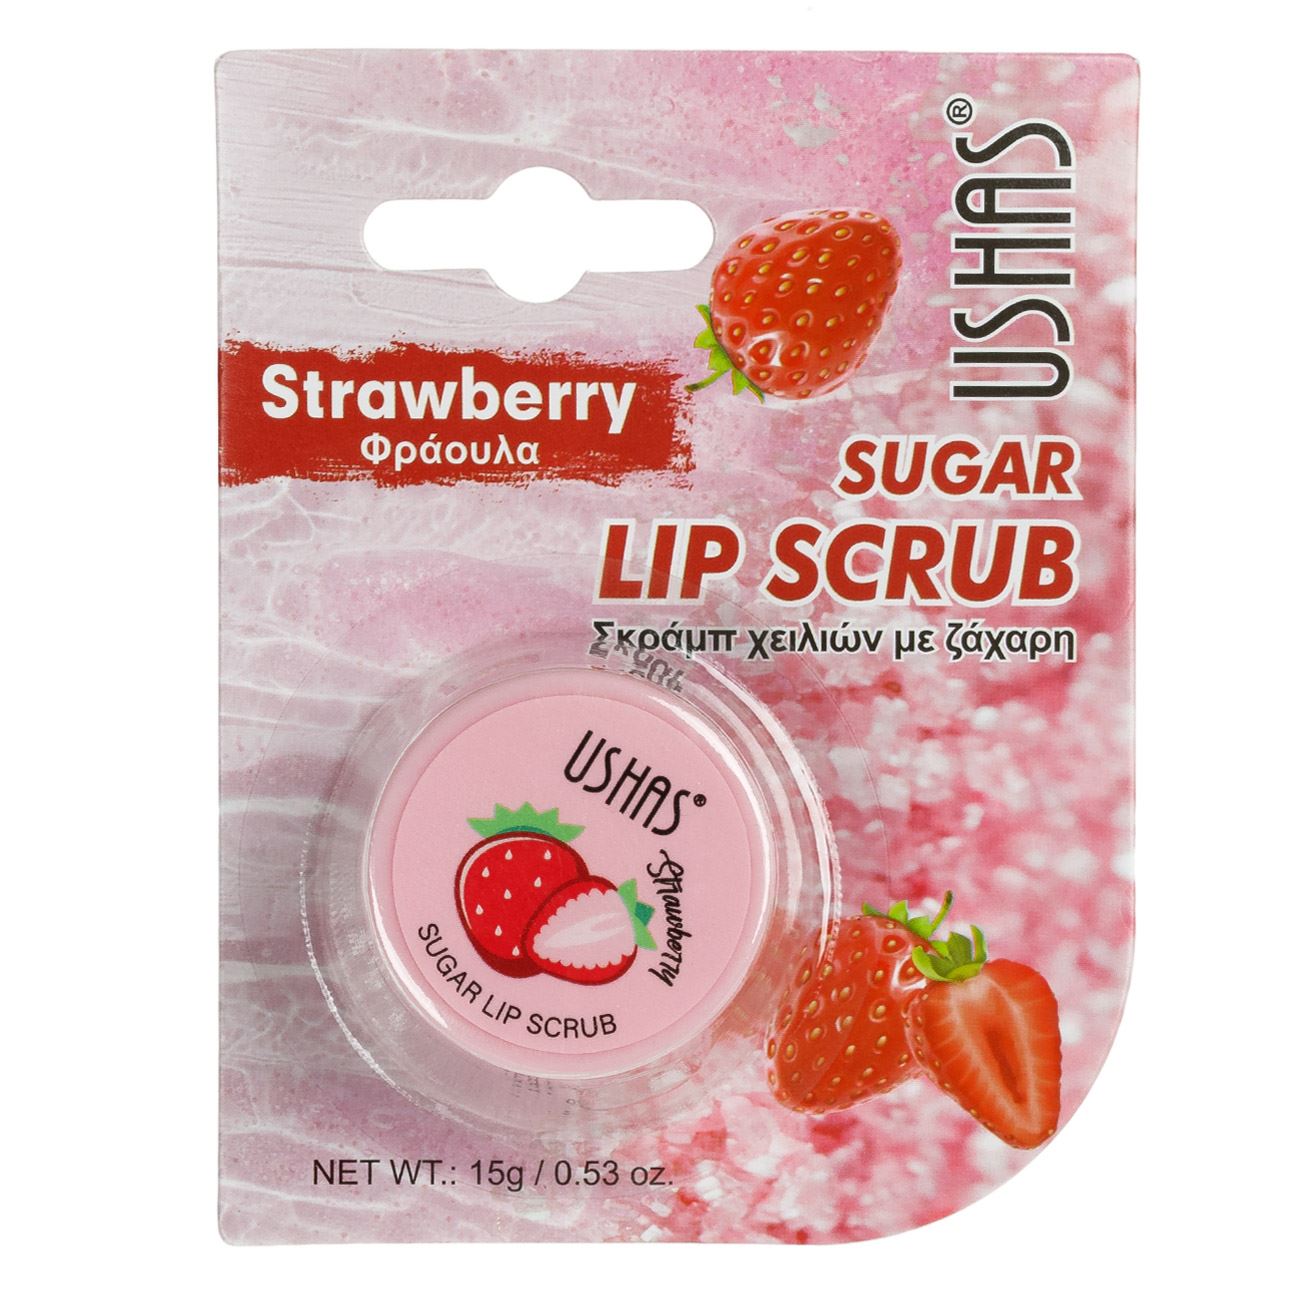 USHAS®
Strawberry
Φράουλα
SUGAR
LIP SCRUB
Σκράμπ χειλιών με ζάχαρη
USHAS®
Strawberry
SUGAR LIP SCRUB
NET WT.: 15g / 0.53 oz.